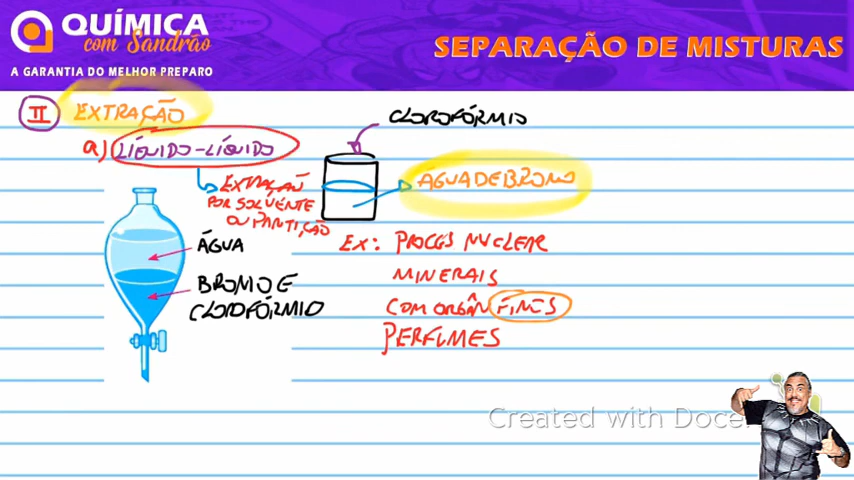 QUÍMICA
com Sandrão
A GARANTIA DO MELHOR PREPARO
SEPARAÇÃO DE MISTURAS
II EXTRAÇÃO
a) LÍQUIDO-LÍQUIDO
EXTRAÇÃO
POR SOLVENTE
OU PARTIÇÃO
CLOROFÓRMIO
ÁGUA DE BROMO
ÁGUA
BROMO E
CLOROFÓRMIO
EX: PROCES NUCLEAR
MINERAIS
COM ORGÂN FINOS
PERFUMES
Created with Doce